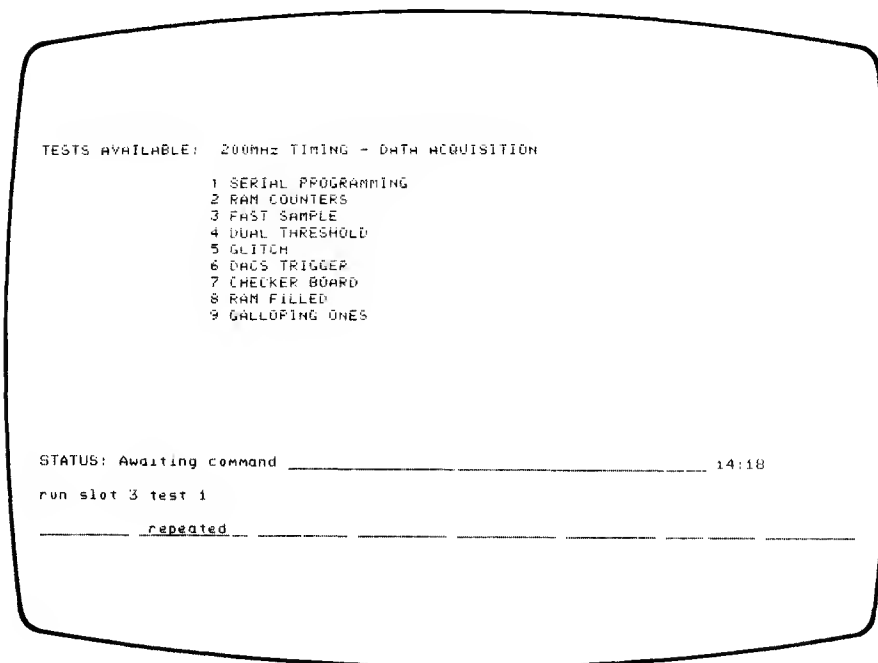 TESTS AVAILABLE: 200MHz TIMING - DATA ACQUISITION
1 SERIAL PROGRAMMING
2 RAM COUNTERS
3 FAST SAMPLE
4 DUAL THRESHOLD
5 GLITCH
6 DACS TRIGGER
7 CHECKER BOARD
8 RAM FILLED
9 GALLOPING ONES
STATUS: Awaiting command 14:18
run slot 3 test 1
repeated